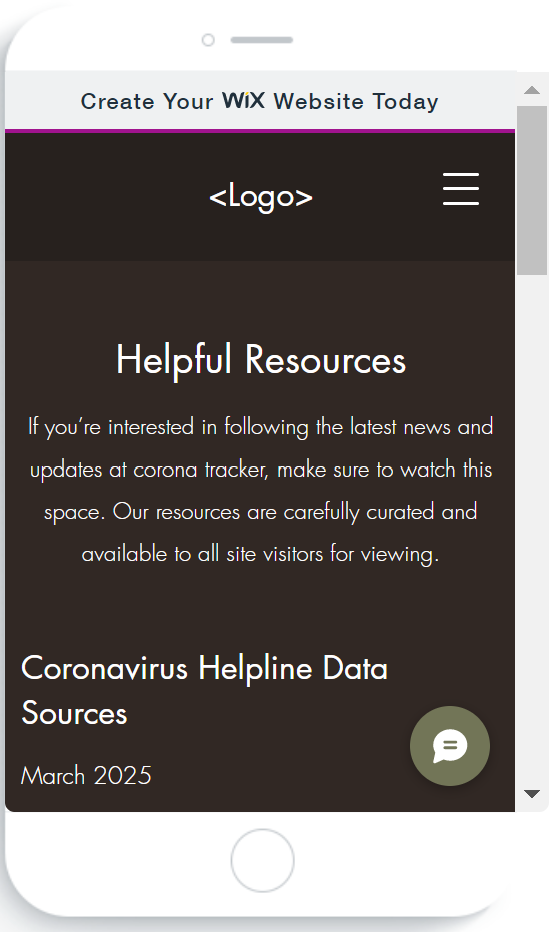 Create Your WiX Website Today
<Logo>
Helpful Resources
If you’re interested in following the latest news and
updates at corona tracker, make sure to watch this
space. Our resources are carefully curated and
available to all site visitors for viewing.
Coronavirus Helpline Data
Sources
March 2025